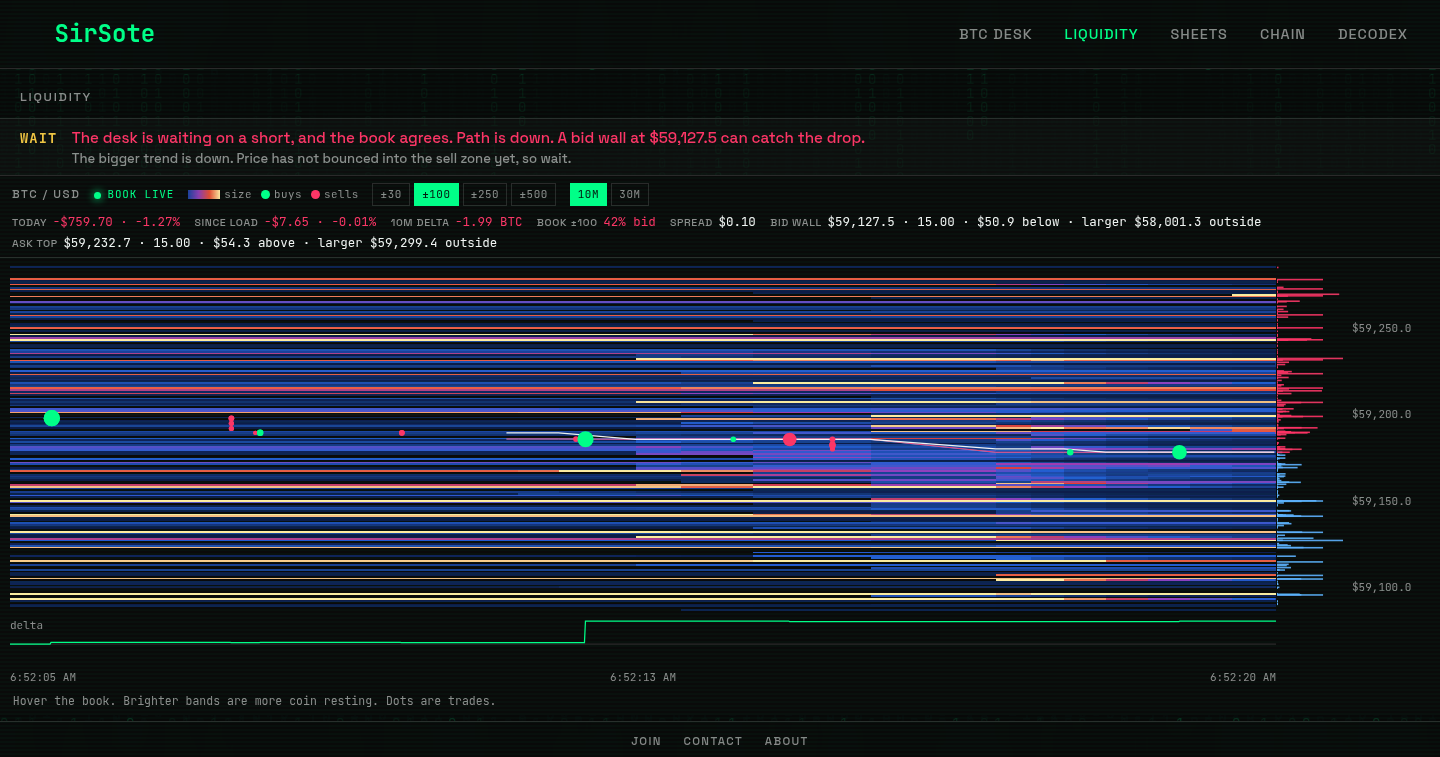 SirSote
BTC DESK LIQUIDITY SHEETS CHAIN DECODEX
LIQUIDITY
WAIT The desk is waiting on a short, and the book agrees. Path is down. A bid wall at $59,127.5 can catch the drop.
The bigger trend is down. Price has not bounced into the sell zone yet, so wait.
BTC / USD BOOK LIVE size buys sells ±30 ±100 ±250 ±500 10M 30M
TODAY -$759.70 · -1.27% SINCE LOAD -$7.65 · -0.01% 10M DELTA -1.99 BTC BOOK ±100 42% bid SPREAD $0.10 BID WALL $59,127.5 · 15.00 · $50.9 below · larger $58,001.3 outside
ASK TOP $59,232.7 · 15.00 · $54.3 above · larger $59,299.4 outside
$59,250.0
$59,200.0
$59,150.0
$59,100.0
delta
6:52:05 AM 6:52:13 AM 6:52:20 AM
Hover the book. Brighter bands are more coin resting. Dots are trades.
JOIN CONTACT ABOUT